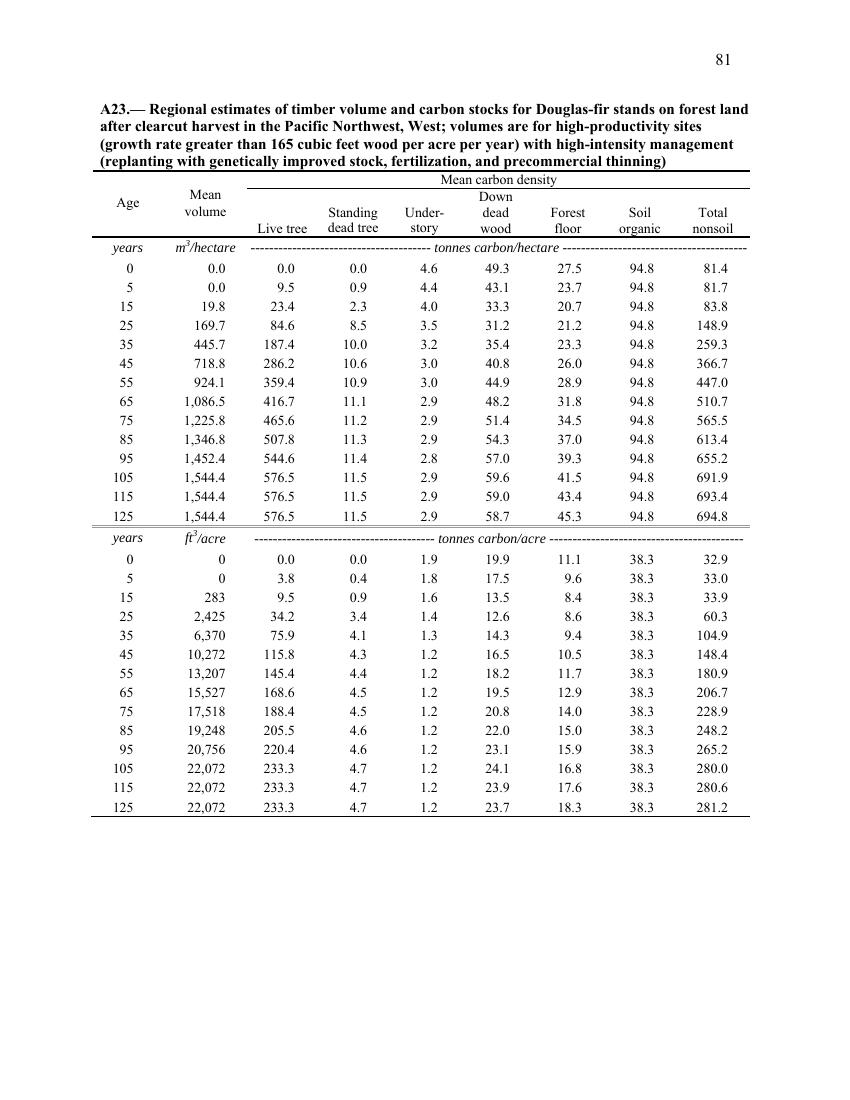 81
A23.— Regional estimates of timber volume and carbon stocks for Douglas-fir stands on forest land
after clearcut harvest in the Pacific Northwest, West; volumes are for high-productivity sites
(growth rate greater than 165 cubic feet wood per acre per year) with high-intensity management
(replanting with genetically improved stock, fertilization, and precommercial thinning)
Mean carbon density
Age Mean volume Live tree Standing dead tree Under-story Down dead wood Forest floor Soil organic Total nonsoil
years m³/hectare --------------------------------------- tonnes carbon/hectare ----------------------------------------
0 0.0 0.0 0.0 4.6 49.3 27.5 94.8 81.4
5 0.0 9.5 0.9 4.4 43.1 23.7 94.8 81.7
15 19.8 23.4 2.3 4.0 33.3 20.7 94.8 83.8
25 169.7 84.6 8.5 3.5 31.2 21.2 94.8 148.9
35 445.7 187.4 10.0 3.2 35.4 23.3 94.8 259.3
45 718.8 286.2 10.6 3.0 40.8 26.0 94.8 366.7
55 924.1 359.4 10.9 3.0 44.9 28.9 94.8 447.0
65 1,086.5 416.7 11.1 2.9 48.2 31.8 94.8 510.7
75 1,225.8 465.6 11.2 2.9 51.4 34.5 94.8 565.5
85 1,346.8 507.8 11.3 2.9 54.3 37.0 94.8 613.4
95 1,452.4 544.6 11.4 2.8 57.0 39.3 94.8 655.2
105 1,544.4 576.5 11.5 2.9 59.6 41.5 94.8 691.9
115 1,544.4 576.5 11.5 2.9 59.0 43.4 94.8 693.4
125 1,544.4 576.5 11.5 2.9 58.7 45.3 94.8 694.8
years ft³/acre --------------------------------------- tonnes carbon/acre ------------------------------------------
0 0 0.0 0.0 1.9 19.9 11.1 38.3 32.9
5 0 3.8 0.4 1.8 17.5 9.6 38.3 33.0
15 283 9.5 0.9 1.6 13.5 8.4 38.3 33.9
25 2,425 34.2 3.4 1.4 12.6 8.6 38.3 60.3
35 6,370 75.9 4.1 1.3 14.3 9.4 38.3 104.9
45 10,272 115.8 4.3 1.2 16.5 10.5 38.3 148.4
55 13,207 145.4 4.4 1.2 18.2 11.7 38.3 180.9
65 15,527 168.6 4.5 1.2 19.5 12.9 38.3 206.7
75 17,518 188.4 4.5 1.2 20.8 14.0 38.3 228.9
85 19,248 205.5 4.6 1.2 22.0 15.0 38.3 248.2
95 20,756 220.4 4.6 1.2 23.1 15.9 38.3 265.2
105 22,072 233.3 4.7 1.2 24.1 16.8 38.3 280.0
115 22,072 233.3 4.7 1.2 23.9 17.6 38.3 280.6
125 22,072 233.3 4.7 1.2 23.7 18.3 38.3 281.2